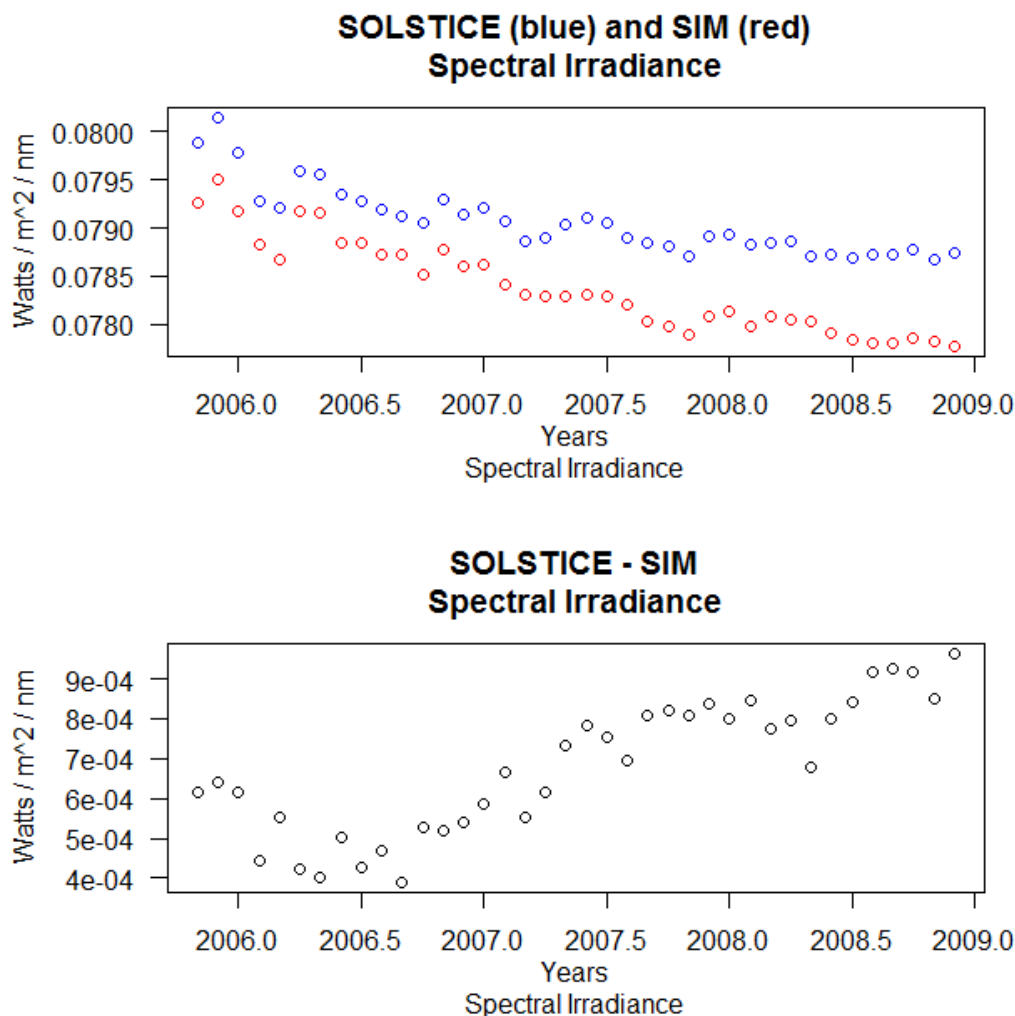 SOLSTICE (blue) and SIM (red)
Spectral Irradiance
Watts / m^2 / nm
0.0800
0.0795
0.0790
0.0785
0.0780
2006.0 2006.5 2007.0 2007.5 2008.0 2008.5 2009.0
Years
Spectral Irradiance
SOLSTICE - SIM
Spectral Irradiance
Watts / m^2 / nm
9e-04
8e-04
7e-04
6e-04
5e-04
4e-04
2006.0 2006.5 2007.0 2007.5 2008.0 2008.5 2009.0
Years
Spectral Irradiance